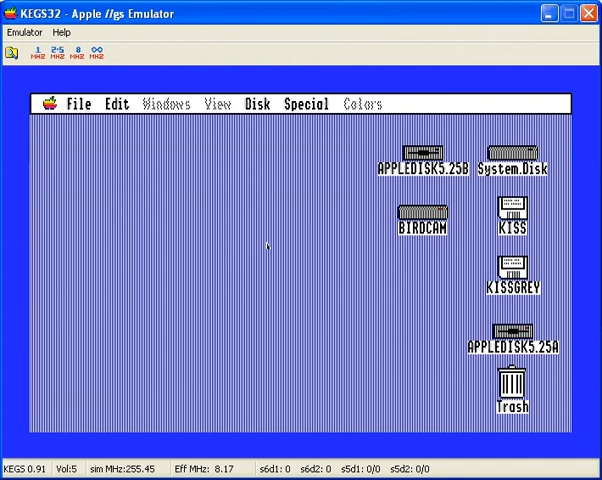 KEGS32 - Apple //gs Emulator
Emulator Help
1 MHZ 2.5 MHZ 8 MHZ ∞ MHZ
File Edit Windows View Disk Special Colors
APPLEDISK5.25B System.Disk
BIRDCAM KISS
KISSGREY
APPLEDISK5.25A
Trash
KEGS 0.91 Vol:5 sim MHz:255.45 Eff MHz: 8.17 s6d1: 0 s6d2: 0 s5d1: 0/0 s5d2: 0/0